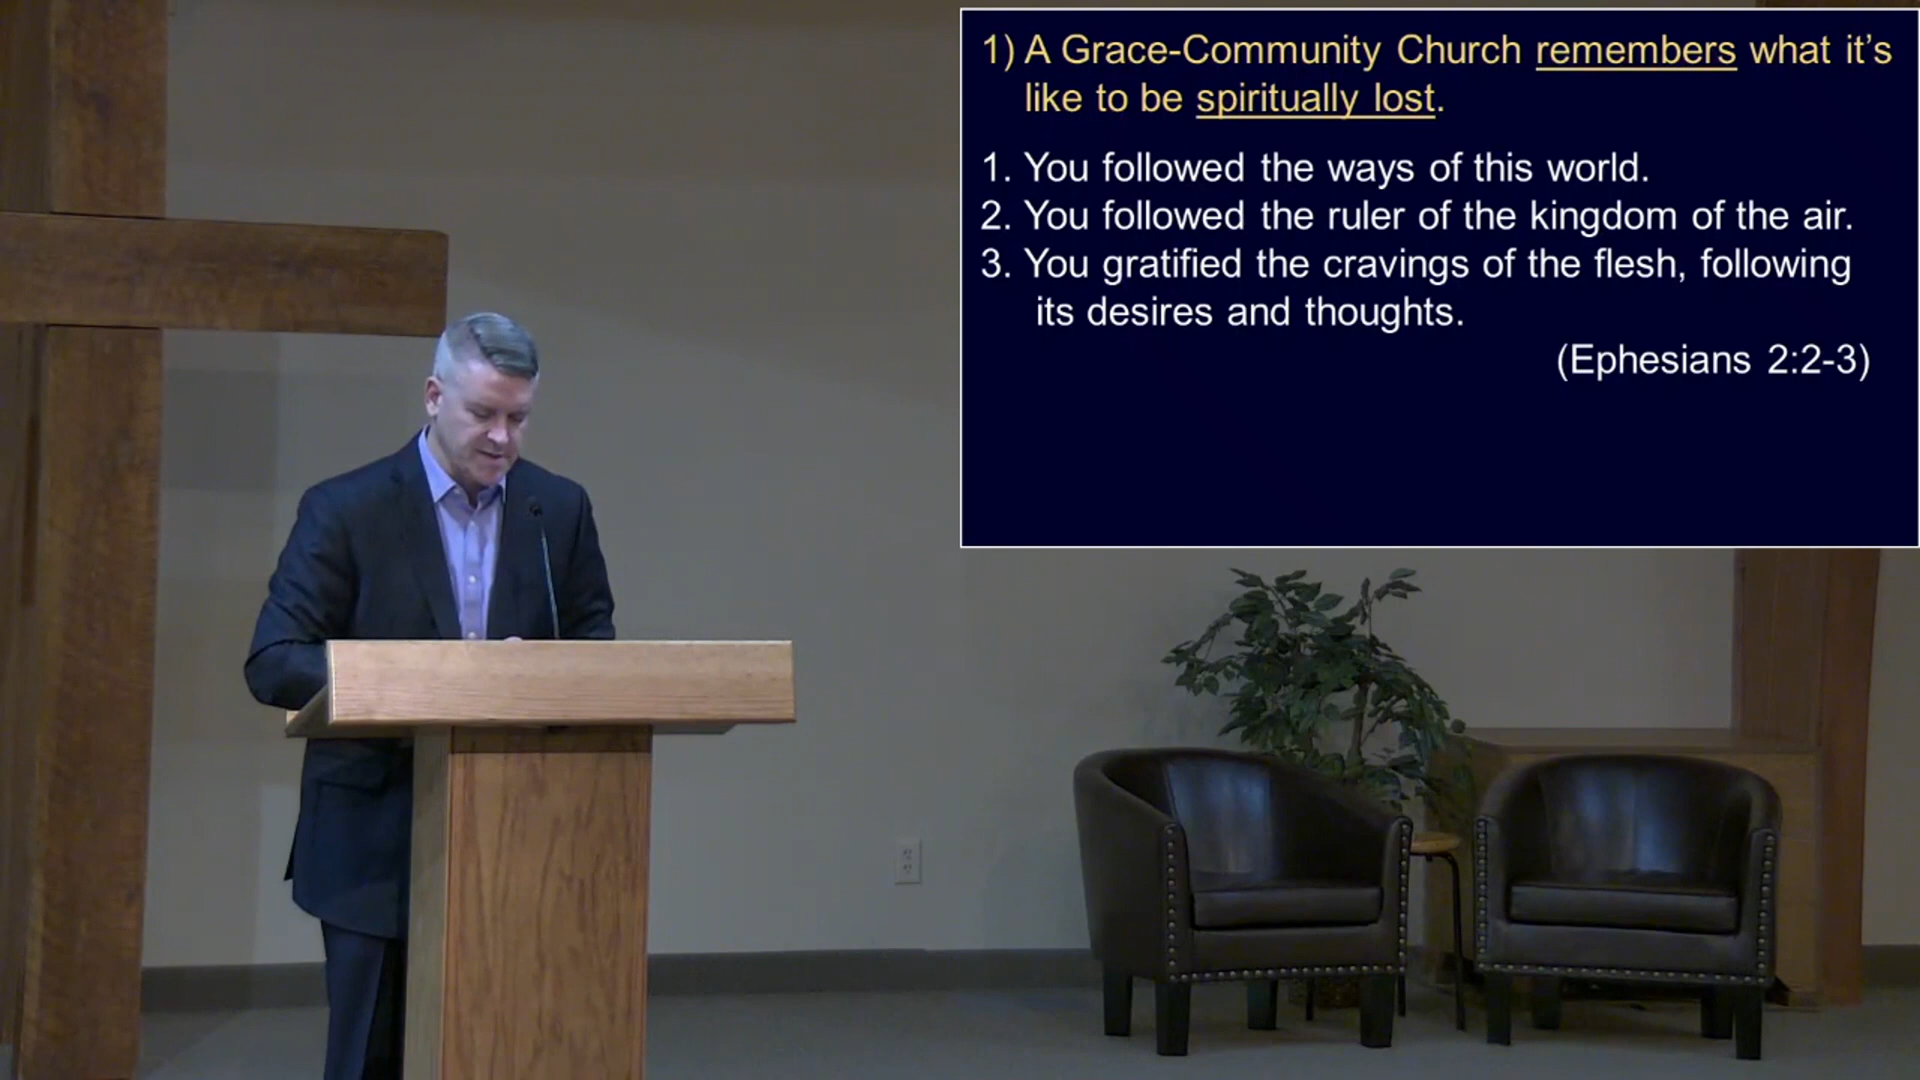 1) A Grace-Community Church remembers what it's
like to be spiritually lost.
1. You followed the ways of this world.
2. You followed the ruler of the kingdom of the air.
3. You gratified the cravings of the flesh, following
its desires and thoughts.
(Ephesians 2:2-3)